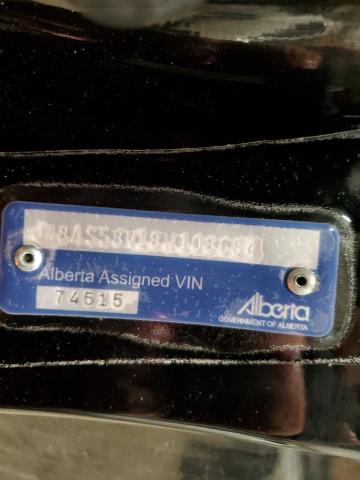 Alberta Assigned VIN
74515
Alberta
GOVERNMENT OF ALBERTA